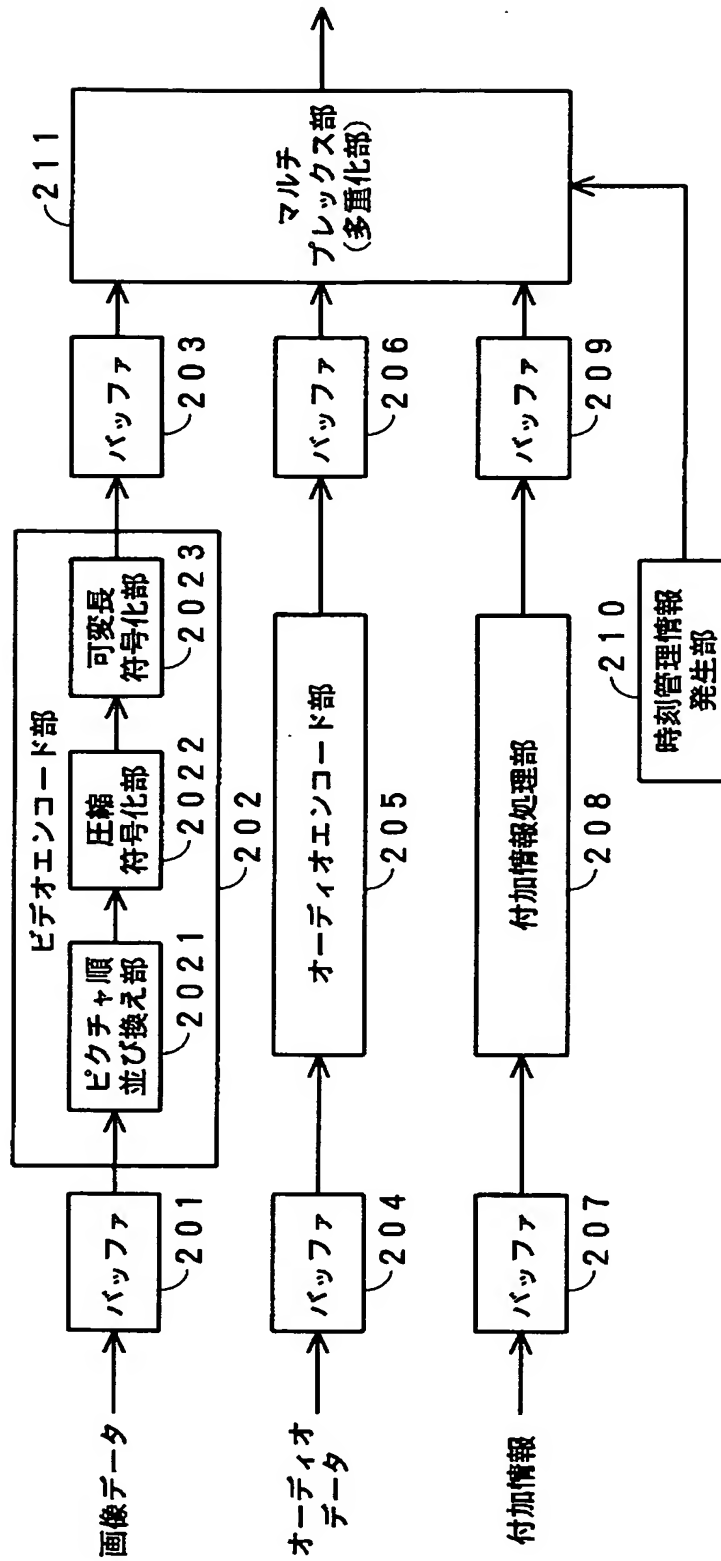 画像データ
バッファ
201
ビデオエンコード部
ピクチャ順
並び換え部
2021
圧縮
符号化部
2022
可変長
符号化部
2023
202
バッファ
203
オーディオ
データ
バッファ
204
オーディオエンコード部
205
バッファ
206
付加情報
バッファ
207
付加情報処理部
208
バッファ
209
時刻管理情報
発生部
210
マルチ
プレックス部
(多重化部)
211